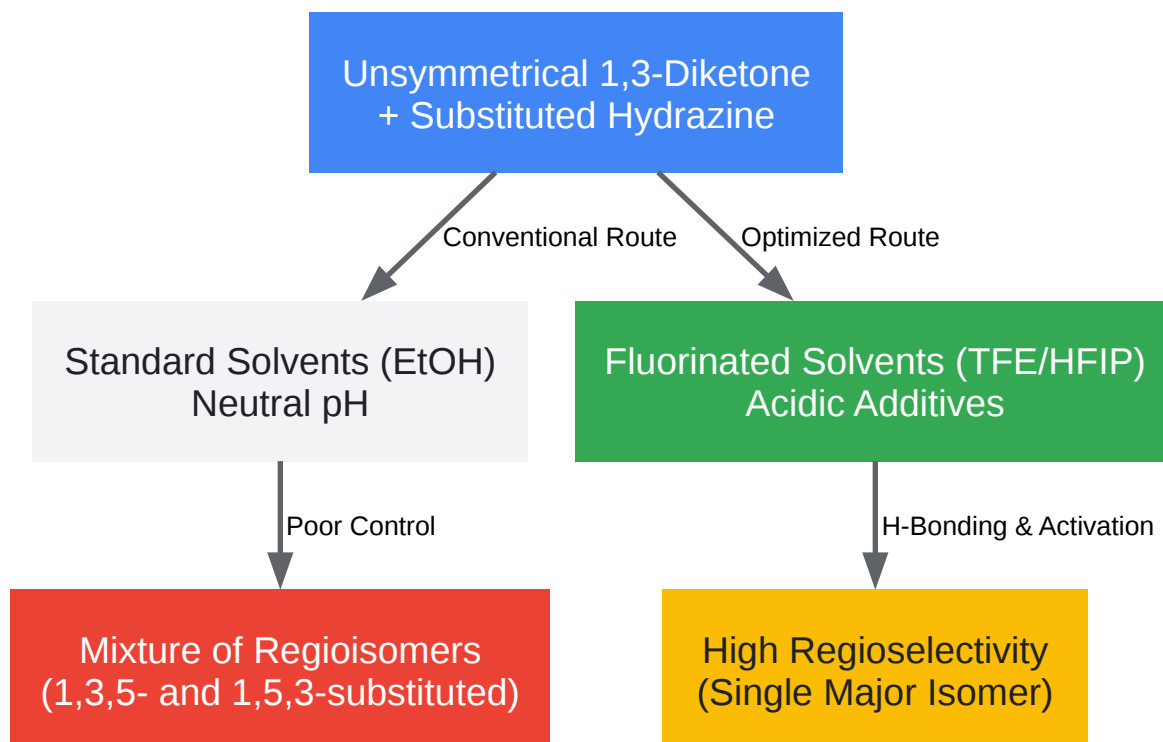 Unsymmetrical 1,3-Diketone
+ Substituted Hydrazine
Conventional Route
Optimized Route
Standard Solvents (EtOH)
Neutral pH
Fluorinated Solvents (TFE/HFIP)
Acidic Additives
Poor Control
H-Bonding & Activation
Mixture of Regioisomers
(1,3,5- and 1,5,3-substituted)
High Regioselectivity
(Single Major Isomer)